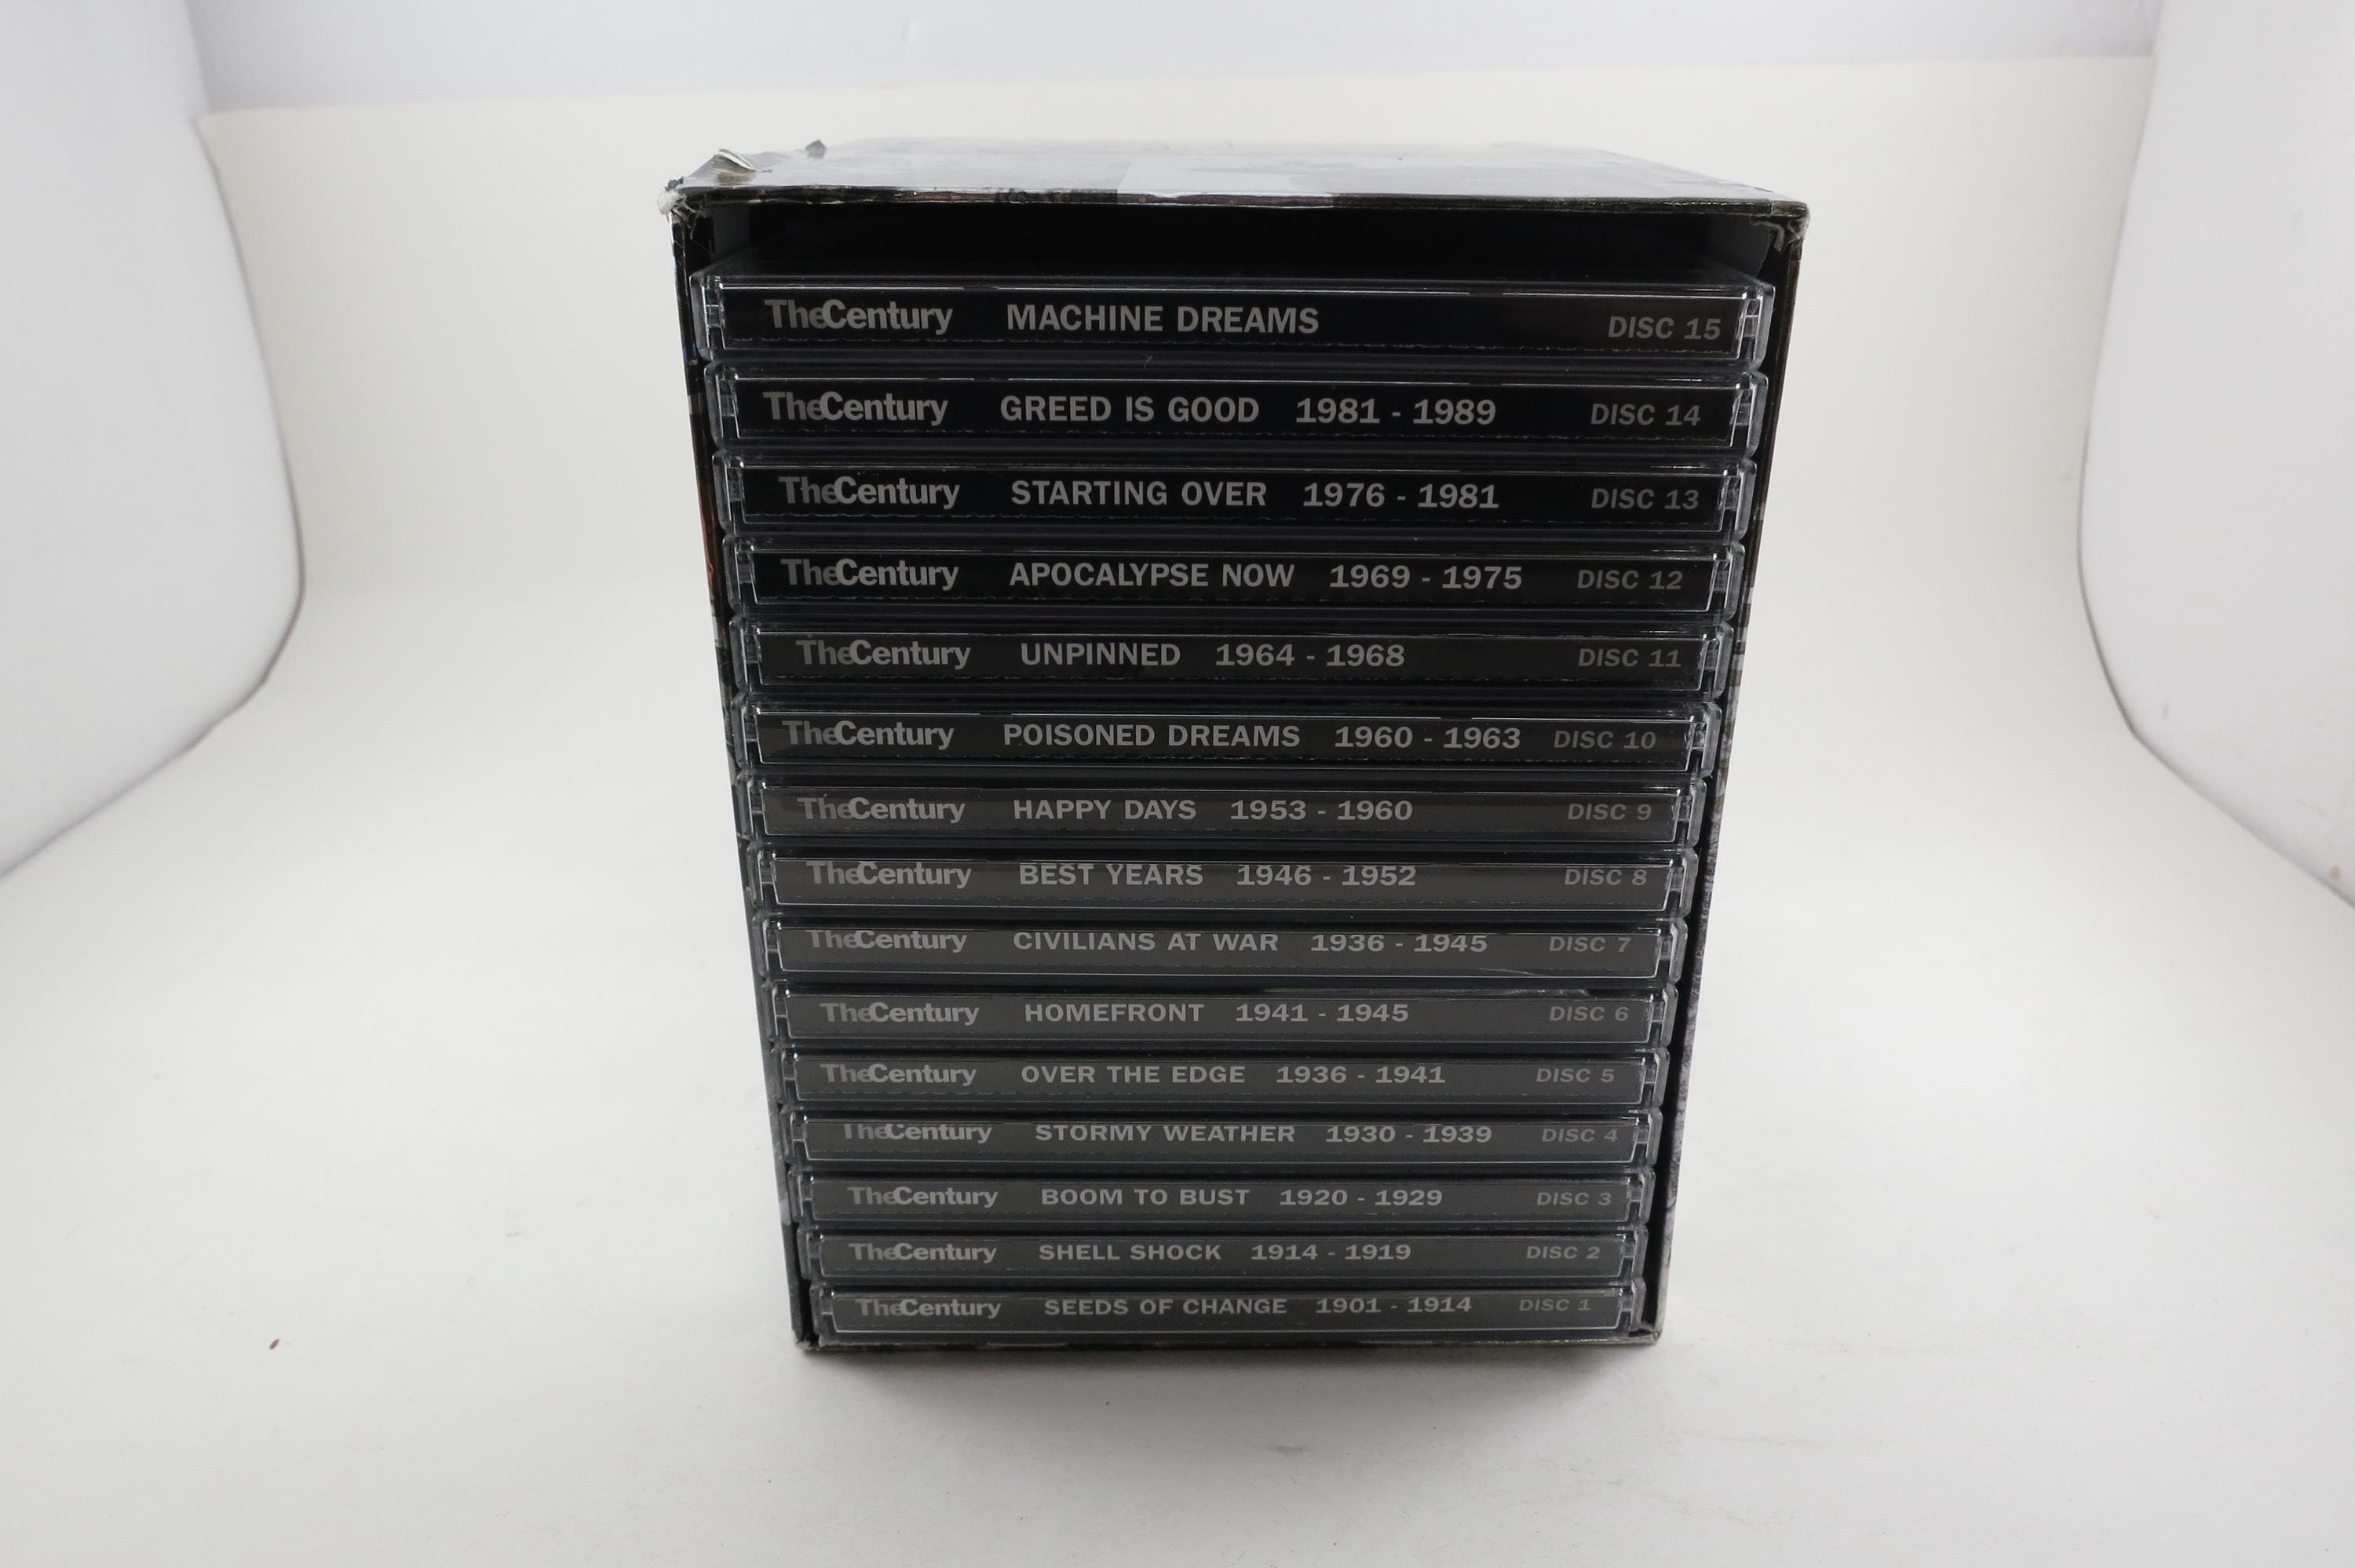 TheCentury MACHINE DREAMS DISC 15
TheCentury GREED IS GOOD 1981 - 1989 DISC 14
TheCentury STARTING OVER 1976 - 1981 DISC 13
TheCentury APOCALYPSE NOW 1969 - 1975 DISC 12
TheCentury UNPINNED 1964 - 1968 DISC 11
TheCentury POISONED DREAMS 1960 - 1963 DISC 10
TheCentury HAPPY DAYS 1953 - 1960 DISC 9
TheCentury BEST YEARS 1946 - 1952 DISC 8
TheCentury CIVILIANS AT WAR 1936 - 1945 DISC 7
TheCentury HOMEFRONT 1941 - 1945 DISC 6
TheCentury OVER THE EDGE 1936 - 1941 DISC 5
TheCentury STORMY WEATHER 1930 - 1939 DISC 4
TheCentury BOOM TO BUST 1920 - 1929 DISC 3
TheCentury SHELL SHOCK 1914 - 1919 DISC 2
TheCentury SEEDS OF CHANGE 1901 - 1914 DISC 1